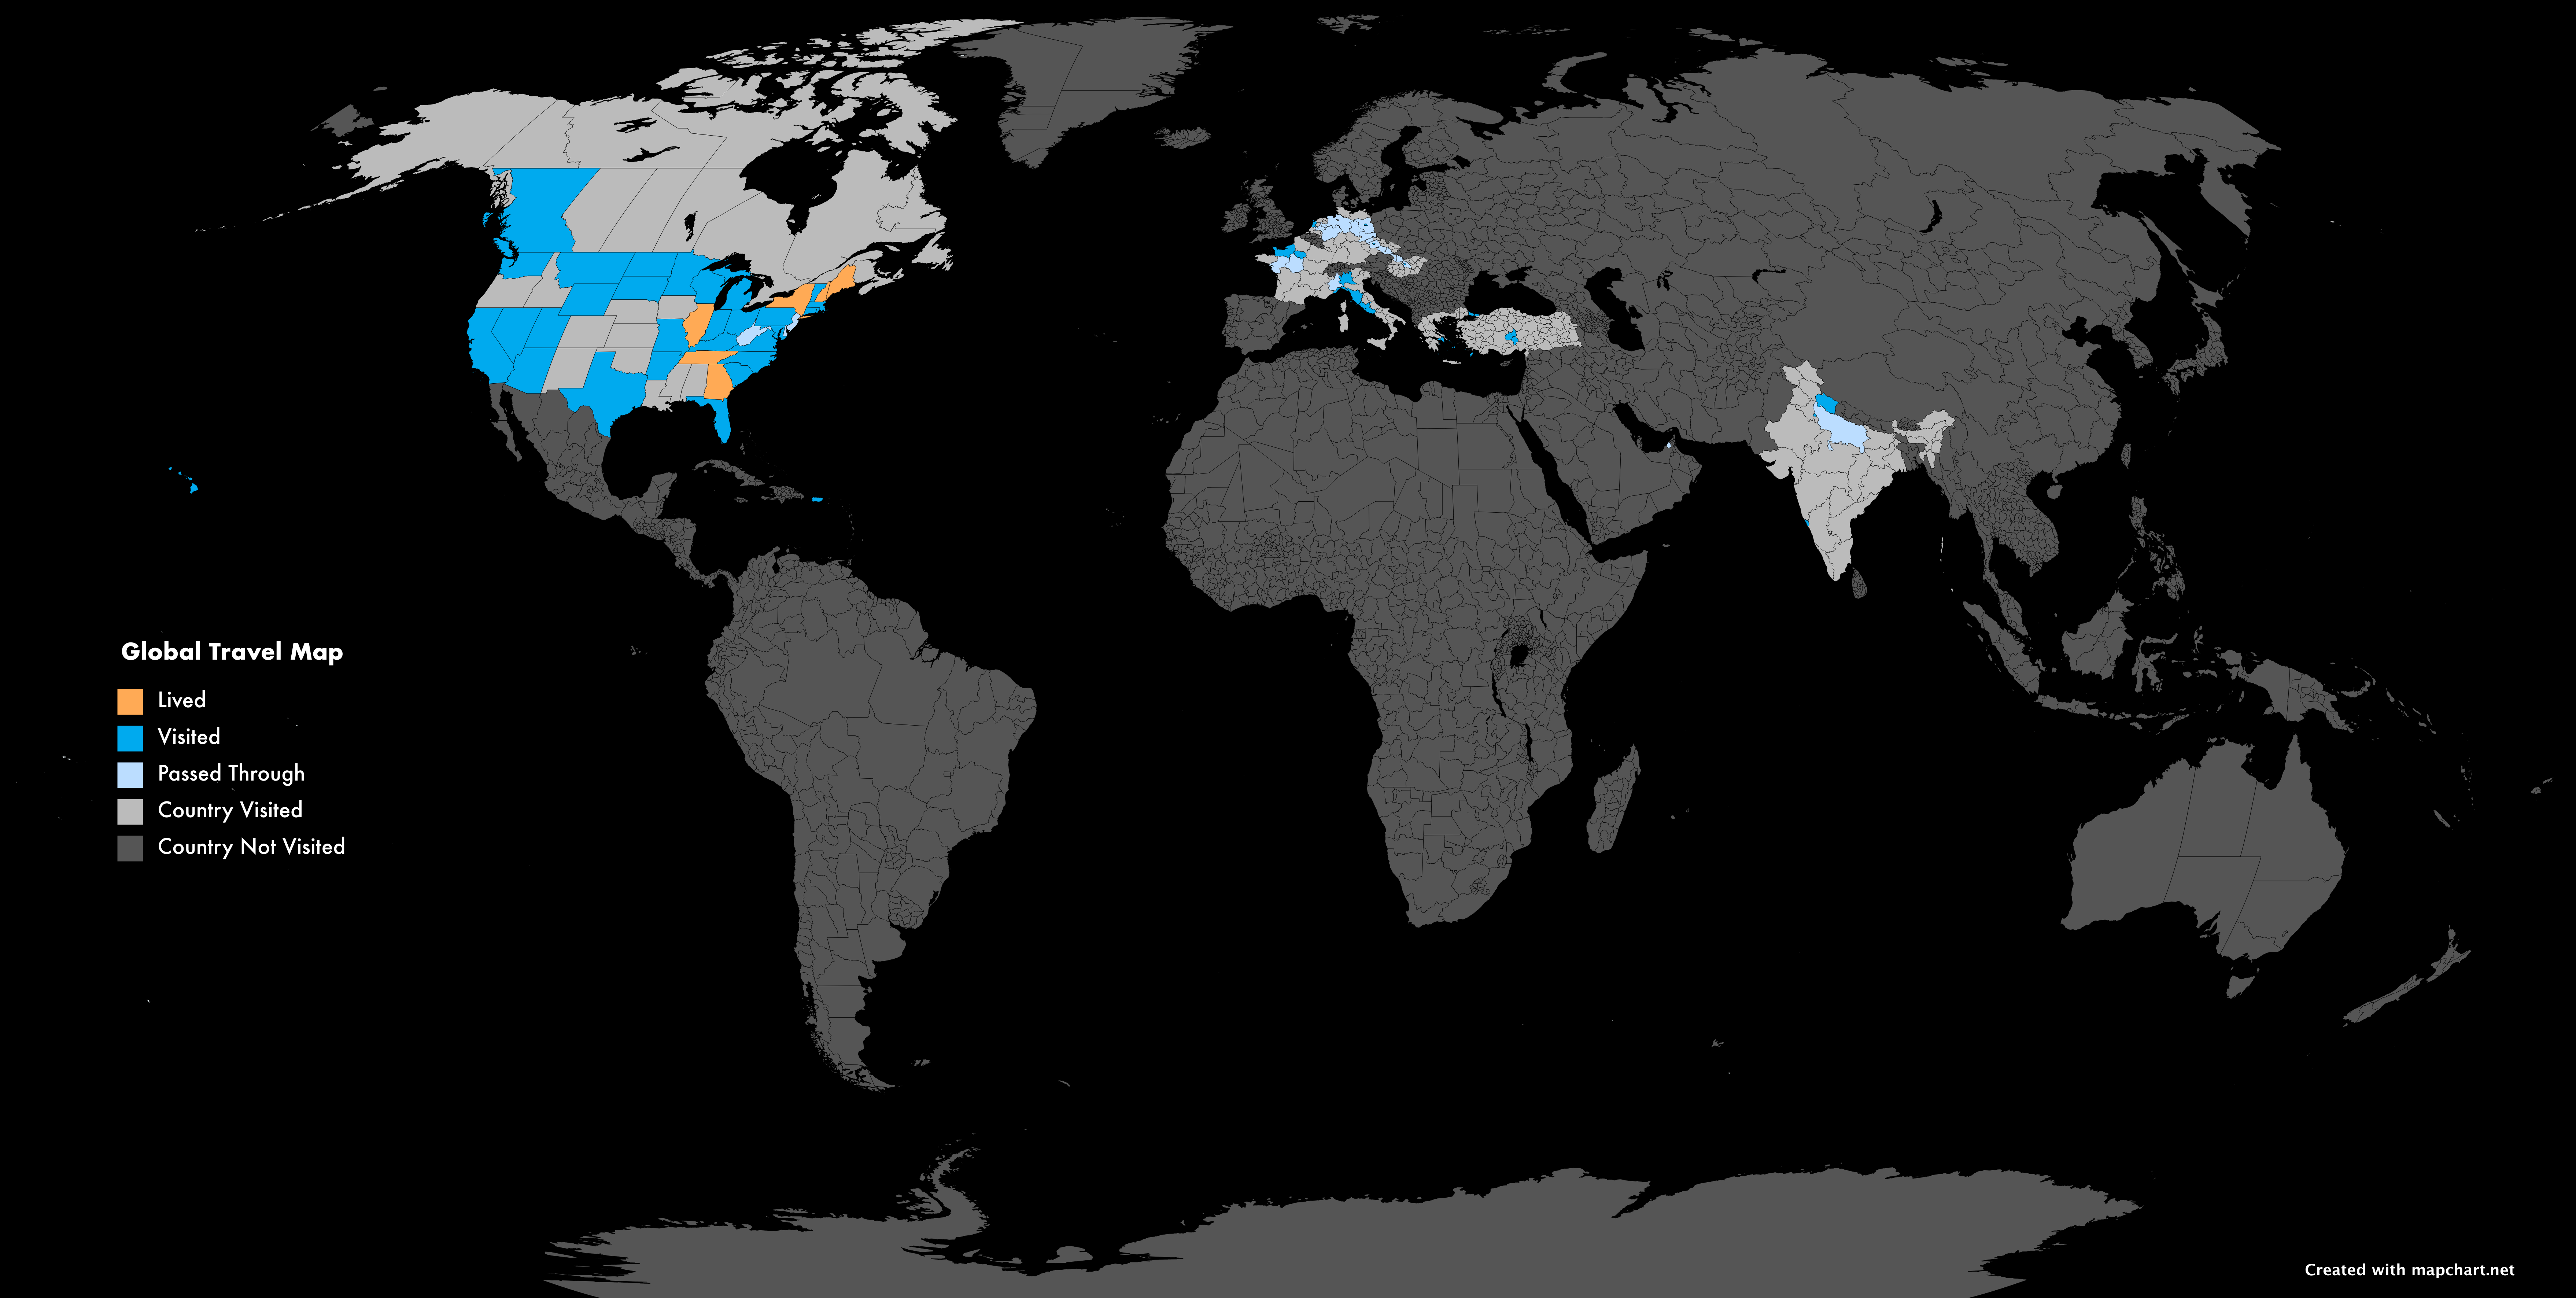 Global Travel Map
Lived
Visited
Passed Through
Country Visited
Country Not Visited
Created with mapchart.net